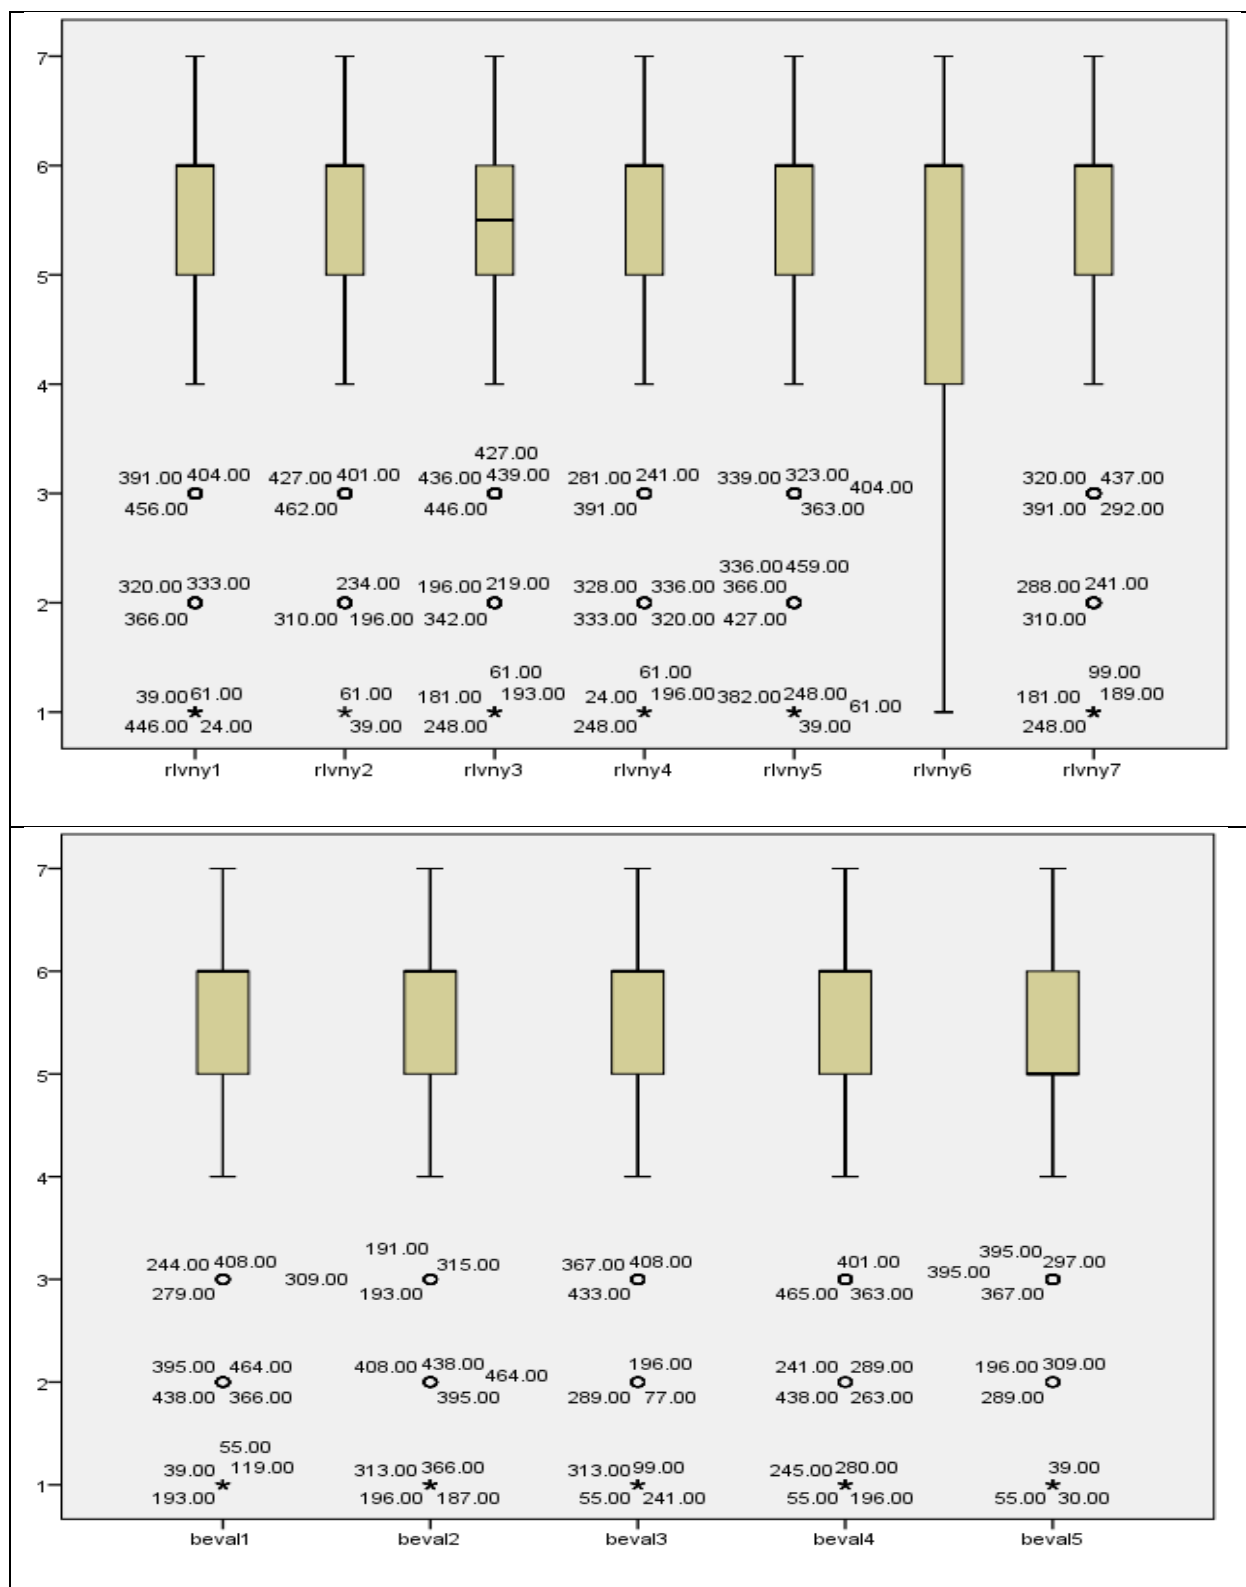 7
6
5
4
427.00
391.00 404.00 427.00 401.00 436.00 439.00 281.00 241.00 339.00 323.00 404.00 320.00 437.00
3
456.00 462.00 446.00 391.00 363.00 391.00 292.00
336.00 459.00
320.00 333.00 234.00 196.00 219.00 328.00 336.00 366.00 288.00 241.00
2
366.00 310.00 196.00 342.00 333.00 320.00 427.00 310.00
61.00 61.00 99.00
39.00 61.00 61.00 181.00 193.00 24.00 196.00 382.00 248.00 61.00 181.00 189.00
1
446.00 24.00 39.00 248.00 248.00 39.00 248.00
rlvny1 rlvny2 rlvny3 rlvny4 rlvny5 rlvny6 rlvny7
7
6
5
4
191.00 395.00
244.00 408.00 309.00 315.00 367.00 408.00 401.00 395.00 297.00
3
279.00 193.00 433.00 465.00 363.00 367.00
395.00 464.00 408.00 438.00 464.00 196.00 241.00 289.00 196.00 309.00
2
438.00 366.00 395.00 289.00 77.00 438.00 263.00 289.00
55.00
39.00 119.00 313.00 366.00 313.00 99.00 245.00 280.00 39.00
1
193.00 196.00 187.00 55.00 241.00 55.00 196.00 55.00 30.00
beval1 beval2 beval3 beval4 beval5